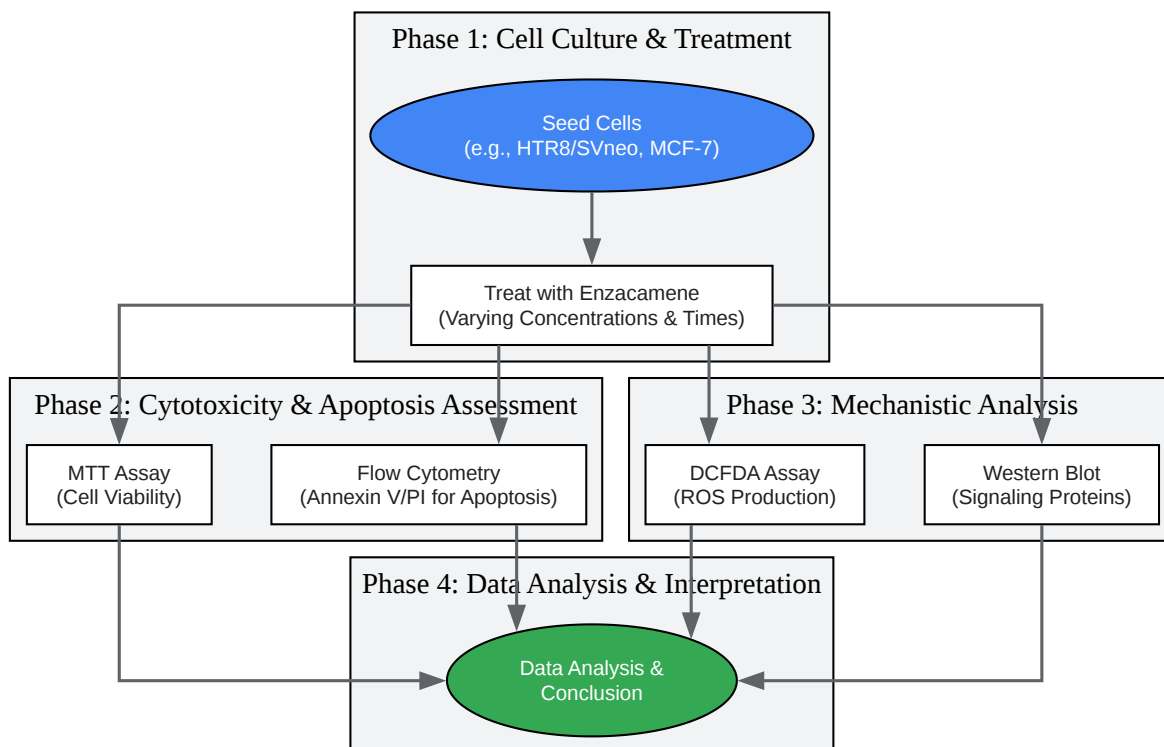 Phase 1: Cell Culture & Treatment
Seed Cells
(e.g., HTR8/SVneo, MCF-7)
Treat with Enzacamene
(Varying Concentrations & Times)
Phase 2: Cytotoxicity & Apoptosis Assessment
MTT Assay
(Cell Viability)
Flow Cytometry
(Annexin V/PI for Apoptosis)
Phase 3: Mechanistic Analysis
DCFDA Assay
(ROS Production)
Western Blot
(Signaling Proteins)
Phase 4: Data Analysis & Interpretation
Data Analysis &
Conclusion